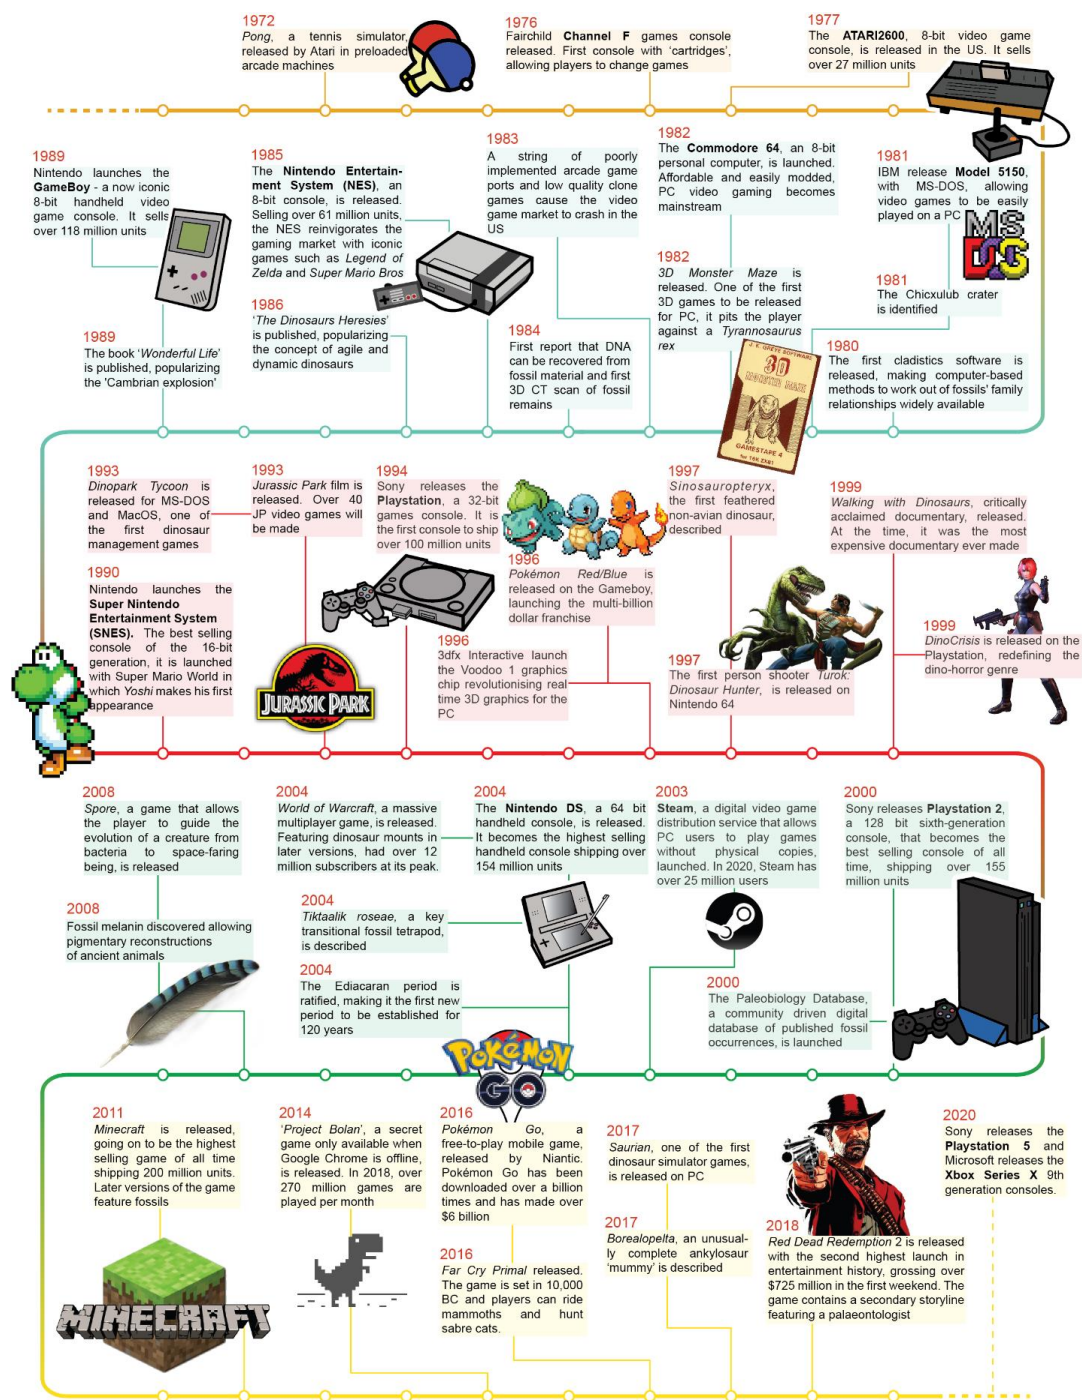 1972
Pong, a tennis simulator,
released by Atari in preloaded
arcade machines
1976
Fairchild Channel F games console
released. First console with ‘cartridges’,
allowing players to change games
1977
The ATARI2600, 8-bit video game
console, is released in the US. It sells
over 27 million units
1989
Nintendo launches the
GameBoy - a now iconic
8-bit handheld video
game console. It sells
over 118 million units
1985
The Nintendo Entertain-
ment System (NES), an
8-bit console, is released.
Selling over 61 million units,
the NES reinvigorates the
gaming market with iconic
games such as Legend of
Zelda and Super Mario Bros
1983
A string of poorly
implemented arcade game
ports and low quality clone
games cause the video
game market to crash in the
US
1982
The Commodore 64, an 8-bit
personal computer, is launched.
Affordable and easily modded,
PC video gaming becomes
mainstream
1981
IBM release Model 5150,
with MS-DOS, allowing
video games to be easily
played on a PC
MS
DOS
1982
3D Monster Maze is
released. One of the first
3D games to be released
for PC, it pits the player
against a Tyrannosaurus
rex
1981
The Chicxulub crater
is identified
1986
‘The Dinosaurs Heresies’
is published, popularizing
the concept of agile and
dynamic dinosaurs
1989
The book ‘Wonderful Life’
is published, popularizing
the 'Cambrian explosion'
1984
First report that DNA
can be recovered from
fossil material and first
3D CT scan of fossil
remains
J. K. GREYE SOFTWARE
3D
MONSTER MAZE
GAMESTAPE 4
for 16K ZX81
1980
The first cladistics software is
released, making computer-based
methods to work out of fossils' family
relationships widely available
1993
Dinopark Tycoon is
released for MS-DOS
and MacOS, one of
the first dinosaur
management games
1993
Jurassic Park film is
released. Over 40
JP video games will
be made
1994
Sony releases the
Playstation, a 32-bit
games console. It is
the first console to ship
over 100 million units
1997
Sinosauropteryx,
the first feathered
non-avian dinosaur,
described
1999
Walking with Dinosaurs, critically
acclaimed documentary, released.
At the time, it was the most
expensive documentary ever made
1990
Nintendo launches the
Super Nintendo
Entertainment System
(SNES). The best selling
console of the 16-bit
generation, it is launched
with Super Mario World in
which Yoshi makes his first
appearance
1996
Pokémon Red/Blue is
released on the Gameboy,
launching the multi-billion
dollar franchise
JURASSIC PARK
1996
3dfx Interactive launch
the Voodoo 1 graphics
chip revolutionising real
time 3D graphics for the
PC
1997
The first person shooter Turok:
Dinosaur Hunter, is released on
Nintendo 64
1999
DinoCrisis is released on the
Playstation, redefining the
dino-horror genre
2008
Spore, a game that allows
the player to guide the
evolution of a creature from
bacteria to space-faring
being, is released
2004
World of Warcraft, a massive
multiplayer game, is released.
Featuring dinosaur mounts in
later versions, had over 12
million subscribers at its peak.
2004
The Nintendo DS, a 64 bit
handheld console, is released.
It becomes the highest selling
handheld console shipping over
154 million units
2003
Steam, a digital video game
distribution service that allows
PC users to play games
without physical copies,
launched. In 2020, Steam has
over 25 million users
2000
Sony releases Playstation 2,
a 128 bit sixth-generation
console, that becomes the
best selling console of all
time, shipping over 155
million units
2008
Fossil melanin discovered allowing
pigmentary reconstructions
of ancient animals
2004
Tiktaalik roseae, a key
transitional fossil tetrapod,
is described
2004
The Ediacaran period is
ratified, making it the first new
period to be established for
120 years
2000
The Paleobiology Database,
a community driven digital
database of published fossil
occurrences, is launched
POKéMON
GO
2011
Minecraft is released,
going on to be the highest
selling game of all time
shipping 200 million units.
Later versions of the game
feature fossils
2014
‘Project Bolan’, a secret
game only available when
Google Chrome is offline,
is released. In 2018, over
270 million games are
played per month
2016
Pokémon Go, a
free-to-play mobile game,
released by Niantic.
Pokémon Go has been
downloaded over a billion
times and has made over
$6 billion
2017
Saurian, one of the first
dinosaur simulator games,
is released on PC
2020
Sony releases the
Playstation 5 and
Microsoft releases the
Xbox Series X 9th
generation consoles.
2016
Far Cry Primal released.
The game is set in 10,000
BC and players can ride
mammoths and hunt
sabre cats.
2017
Borealopelta, an unusual-
ly complete ankylosaur
‘mummy’ is described
2018
Red Dead Redemption 2 is released
with the second highest launch in
entertainment history, grossing over
$725 million in the first weekend. The
game contains a secondary storyline
featuring a palaeontologist
MINECRAFT